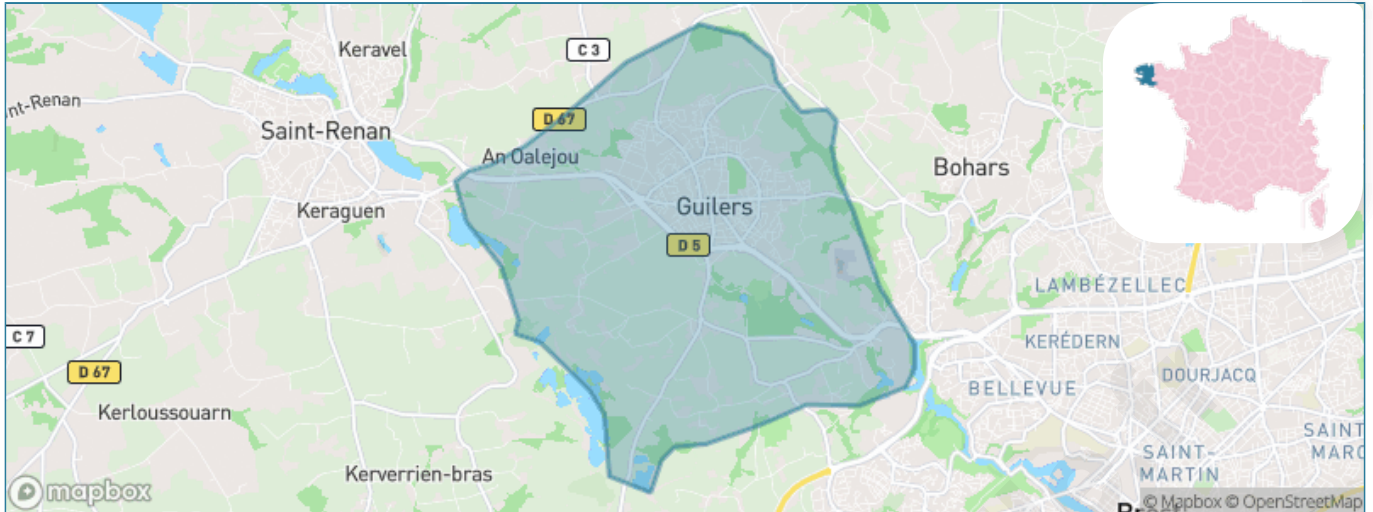 Keravel
C 3
nt-Renan
D 67
Saint-Renan
An Oalejou
Bohars
Keraguen
Guilers
D 5
LAMBÉZELLEC
C 7
KERÉDERN
D 67
DOURJACQ
BELLEVUE
Kerloussouarn
SAINT
MARC
SAINT-
MARTIN
Kerverrien-bras
mapbox
© Mapbox © OpenStreetMap